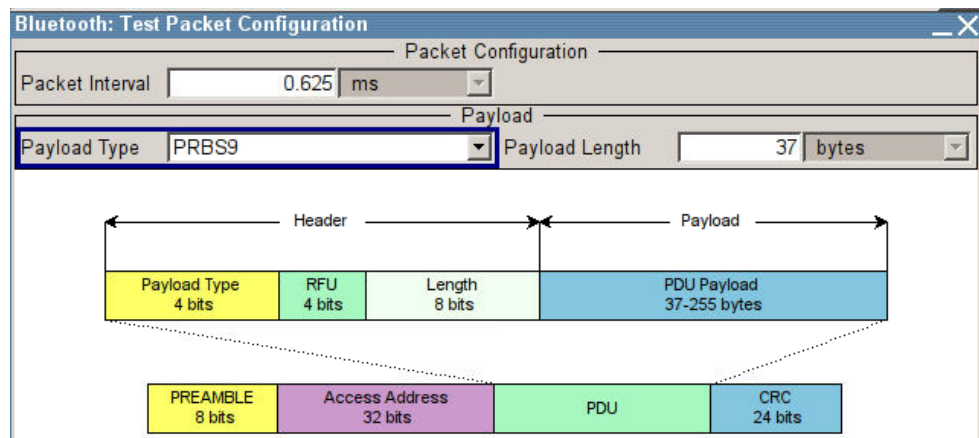 Bluetooth: Test Packet Configuration
Packet Configuration
Packet Interval 0.625 ms
Payload
Payload Type PRBS9 Payload Length 37 bytes
Header Payload
Payload Type RFU Length PDU Payload
4 bits 4 bits 8 bits 37-255 bytes
PREAMBLE Access Address PDU CRC
8 bits 32 bits 24 bits